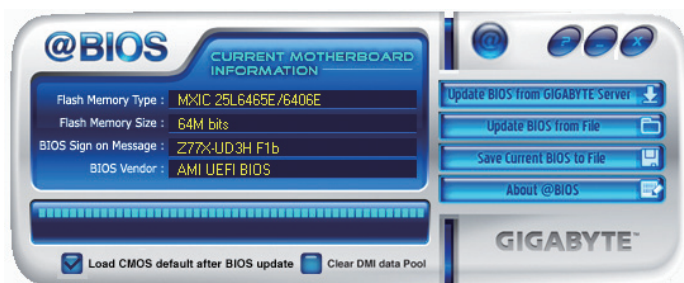 @BIOS
CURRENT MOTHERBOARD
INFORMATION
Flash Memory Type : MXIC 25L6465E/6406E
Flash Memory Size : 64M bits
BIOS Sign on Message : Z77X-UD3H F1b
BIOS Vendor : AMI UEFI BIOS
Load CMOS default after BIOS update
Clear DMI data Pool
@
?
-
X
Update BIOS from GIGABYTE Server
Update BIOS from File
Save Current BIOS to File
About @BIOS
GIGABYTE™